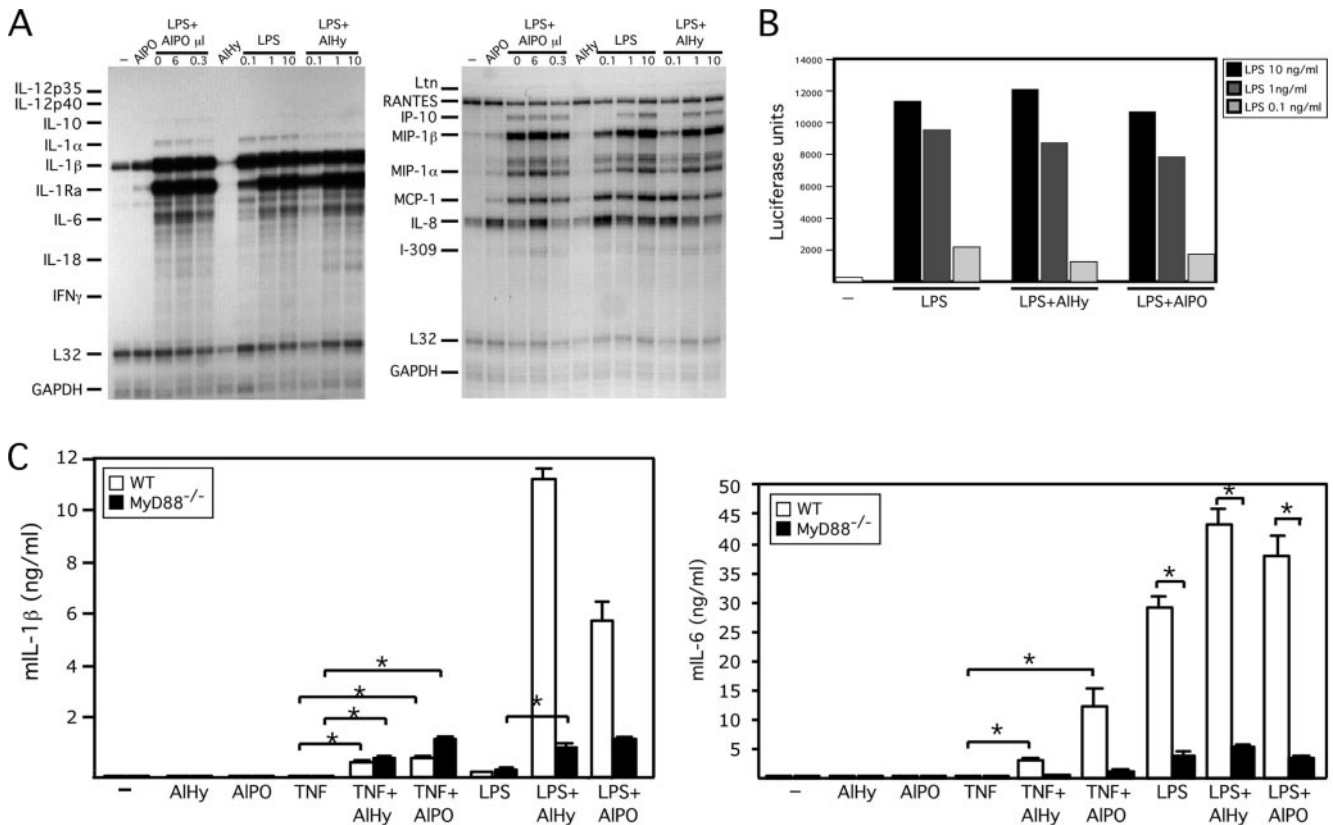 A
LPS+
AlPO µl
LPS+
AlHy
– AlPO 0 6 0.3 AlHy LPS 0.1 1 10 0.1 1 10
IL-12p35
IL-12p40
IL-10
IL-1α
IL-1β
IL-1Ra
IL-6
IL-18
IFNγ
L32
GAPDH
LPS+
AlPO µl
LPS+
AlHy
– AlPO 0 6 0.3 AlHy LPS 0.1 1 10 0.1 1 10
Ltn
RANTES
IP-10
MIP-1β
MIP-1α
MCP-1
IL-8
I-309
L32
GAPDH
B
Luciferase units
14000
12000
10000
8000
6000
4000
2000
– LPS LPS+AlHy LPS+AlPO
LPS 10 ng/ml
LPS 1ng/ml
LPS 0.1 ng/ml
C
mIL-1β (ng/ml)
12
10
8
6
4
2
WT
MyD88-/-
* * * * *
– AlHy AlPO TNF TNF+ TNF+ LPS LPS+ LPS+
AlHy AlPO AlHy AlPO
mIL-6 (ng/ml)
50
45
40
35
30
25
20
15
10
5
WT
MyD88-/-
* * * * *
– AlHy AlPO TNF TNF+ TNF+ LPS LPS+ LPS+
AlHy AlPO AlHy AlPO